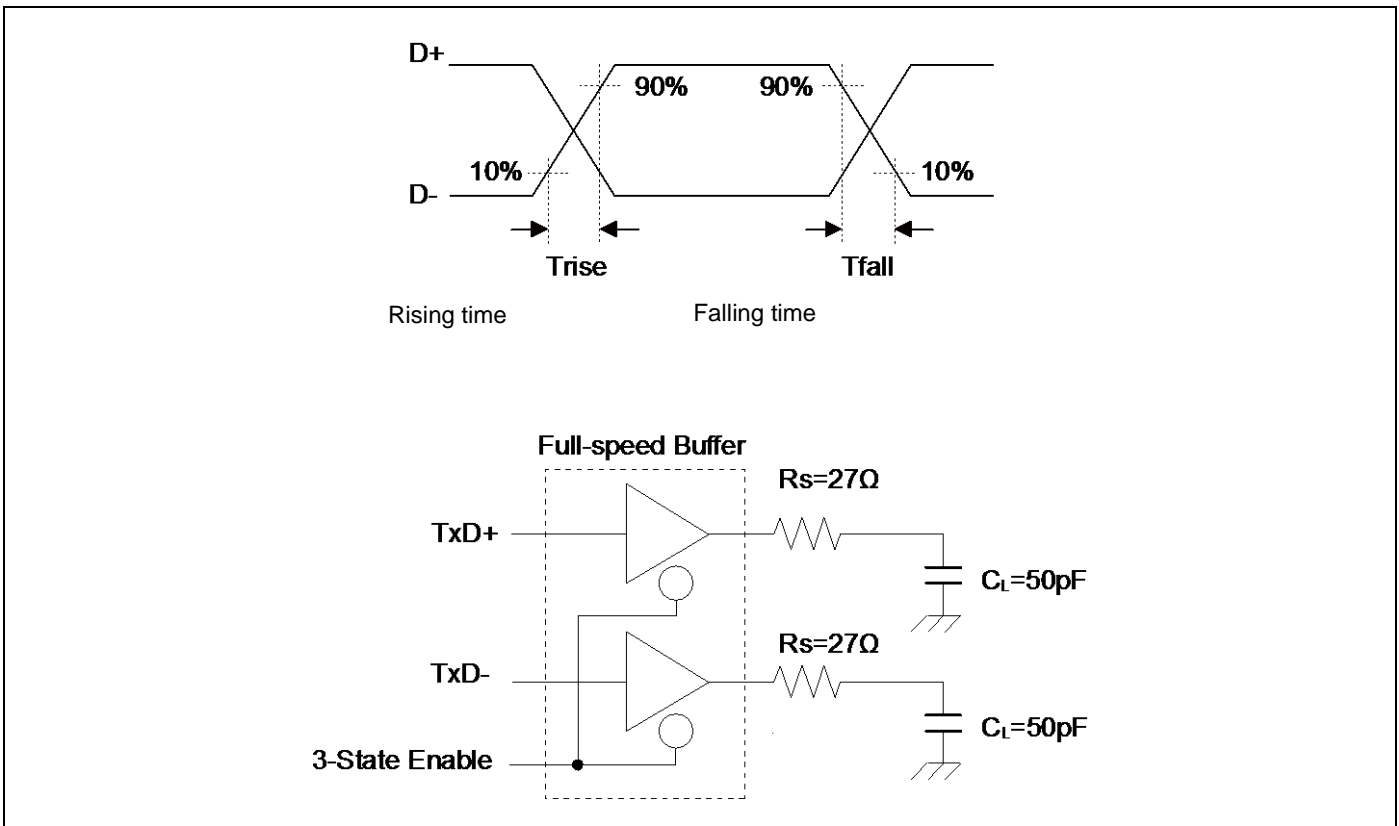 D+
90% 90%
10% 10%
D-
Trise Tfall
Rising time Falling time
Full-speed Buffer
Rs=27Ω
TxD+
CL=50pF
Rs=27Ω
TxD-
CL=50pF
3-State Enable